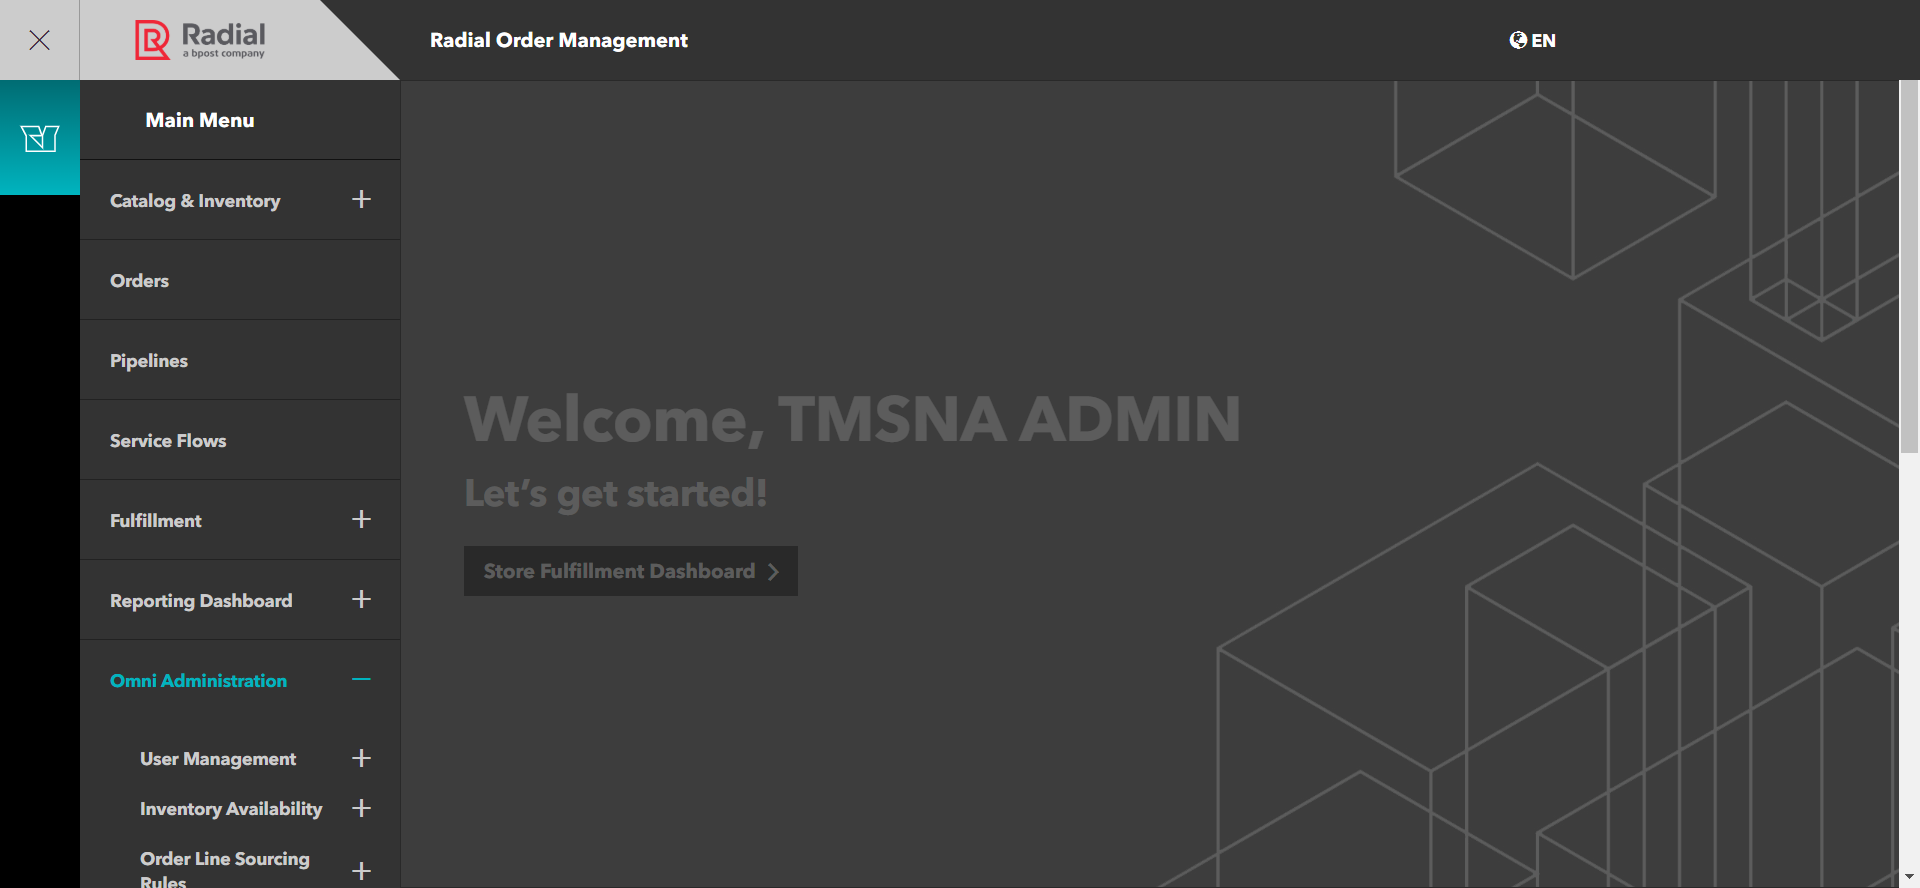 Radial
a bpost company
Radial Order Management
EN
Main Menu
Catalog & Inventory
Orders
Pipelines
Service Flows
Fulfillment
Reporting Dashboard
Omni Administration
User Management
Inventory Availability
Order Line Sourcing
Rules
Welcome, TMSNA ADMIN
Let's get started!
Store Fulfillment Dashboard